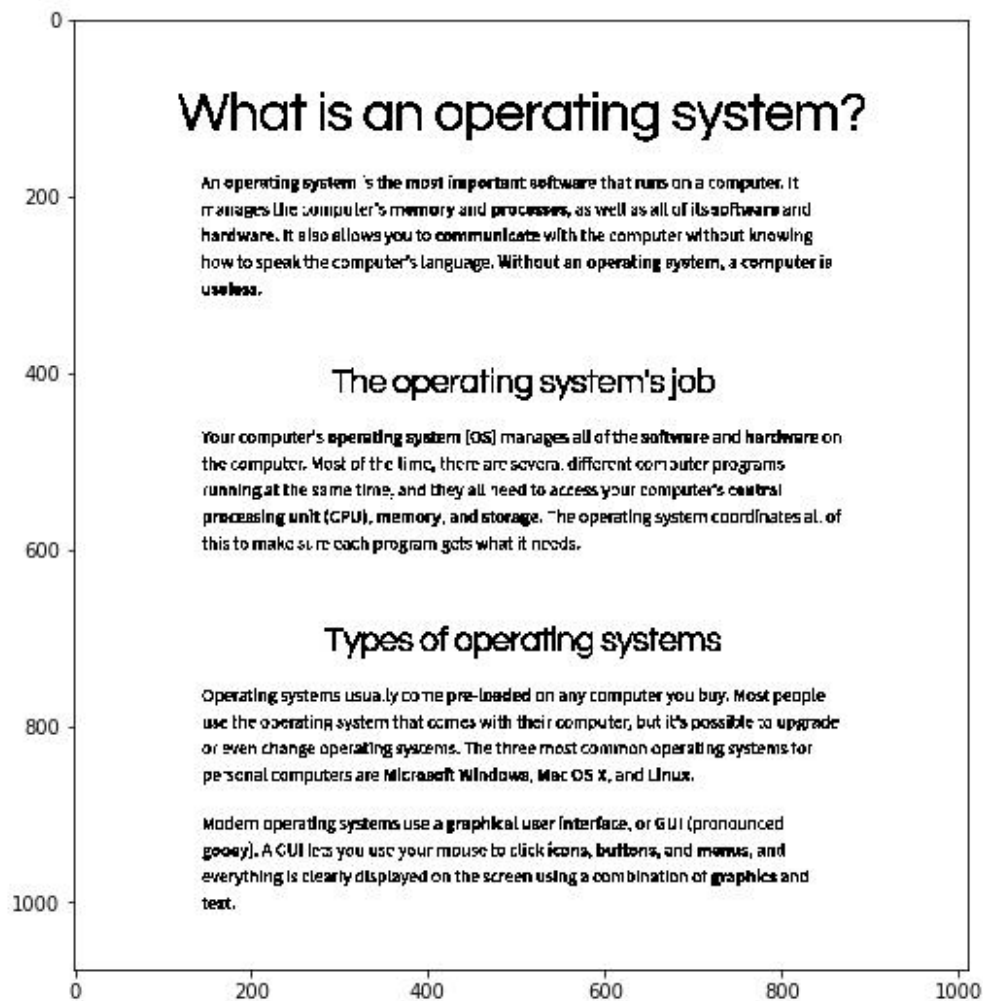 What is an operating system?
An operating system is the most important software that runs on a computer. It
manages the computer's memory and processes, as well as all of its software and
hardware. It also allows you to communicate with the computer without knowing
how to speak the computer's language. Without an operating system, a computer is
useless.
The operating system's job
Your computer's operating system (OS) manages all of the software and hardware on
the computer. Most of the time, there are several different computer programs
running at the same time, and they all need to access your computer's central
processing unit (CPU), memory, and storage. The operating system coordinates all of
this to make sure each program gets what it needs.
Types of operating systems
Operating systems usually come pre-loaded on any computer you buy. Most people
use the operating system that comes with their computer, but it's possible to upgrade
or even change operating systems. The three most common operating systems for
personal computers are Microsoft Windows, Mac OS X, and Linux.
Modern operating systems use a graphical user interface, or GUI (pronounced
gooey). A GUI lets you use your mouse to click icons, buttons, and menus, and
everything is clearly displayed on the screen using a combination of graphics and
text.
0
200
400
600
800
1000
0 200 400 600 800 1000